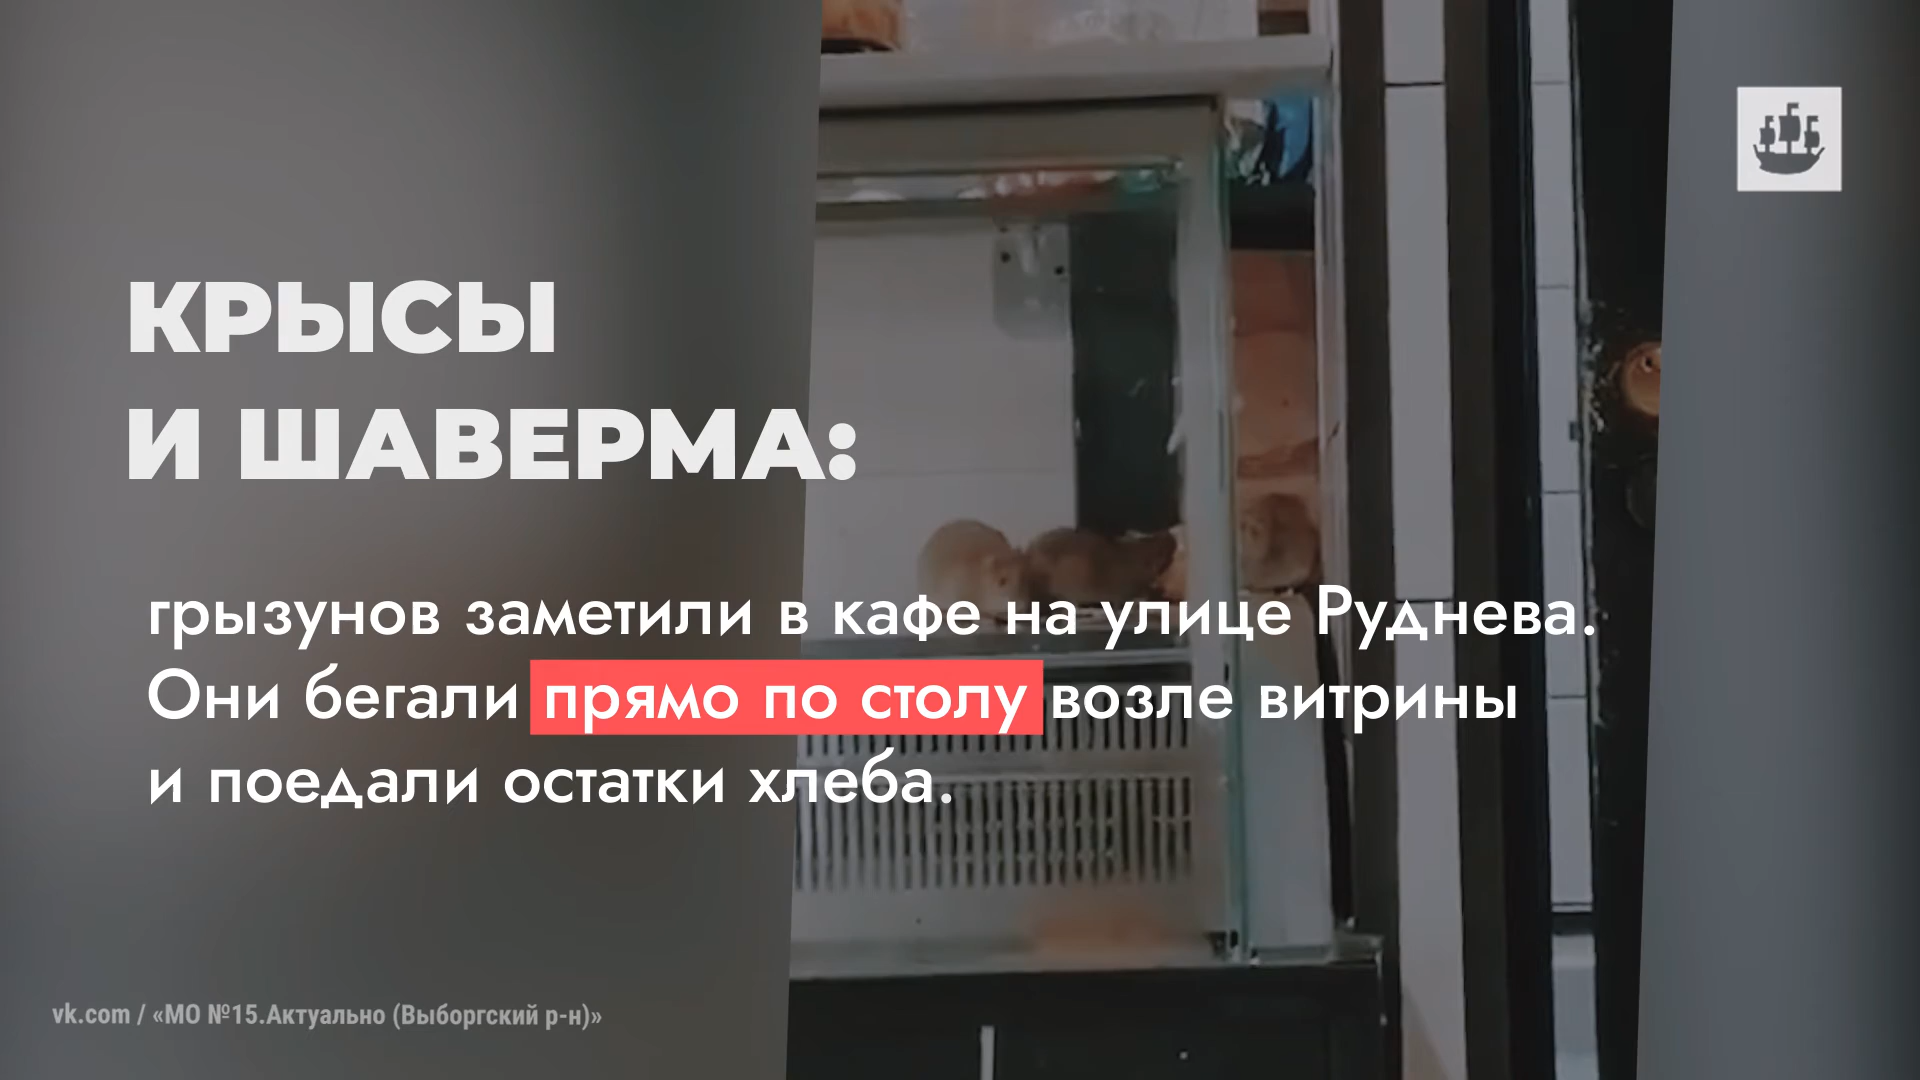 КРЫСЫ
И ШАВЕРМА:
грызунов заметили в кафе на улице Руднева.
Они бегали прямо по столу возле витрины
и поедали остатки хлеба.
vk.com / «МО №15.Актуально (Выборгский р-н)»